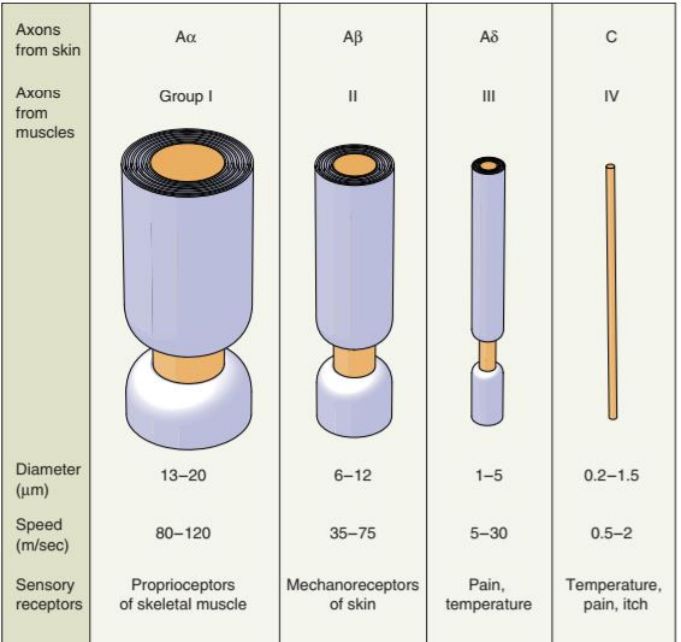 Axons from skin Aα Aβ Aδ C
Axons from muscles Group I II III IV
Diameter (μm) 13–20 6–12 1–5 0.2–1.5
Speed (m/sec) 80–120 35–75 5–30 0.5–2
Sensory receptors Proprioceptors of skeletal muscle Mechanoreceptors of skin Pain, temperature Temperature, pain, itch